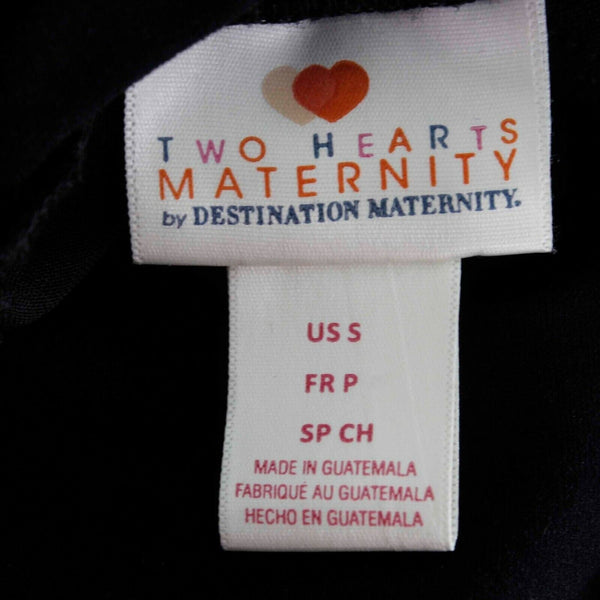 TWO HEARTS
MATERNITY
by DESTINATION MATERNITY.
US S
FR P
SP CH
MADE IN GUATEMALA
FABRIQUÉ AU GUATEMALA
HECHO EN GUATEMALA